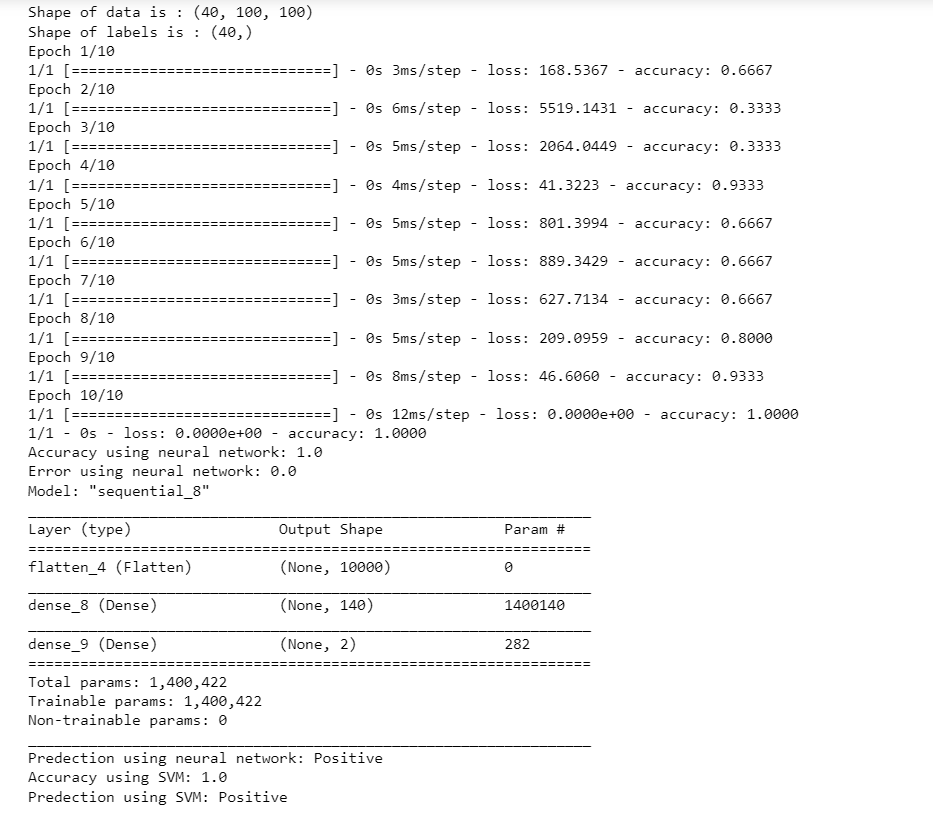 Shape of data is : (40, 100, 100)
Shape of labels is : (40,)
Epoch 1/10
1/1 [==============================] - 0s 3ms/step - loss: 168.5367 - accuracy: 0.6667
Epoch 2/10
1/1 [==============================] - 0s 6ms/step - loss: 5519.1431 - accuracy: 0.3333
Epoch 3/10
1/1 [==============================] - 0s 5ms/step - loss: 2064.0449 - accuracy: 0.3333
Epoch 4/10
1/1 [==============================] - 0s 4ms/step - loss: 41.3223 - accuracy: 0.9333
Epoch 5/10
1/1 [==============================] - 0s 5ms/step - loss: 801.3994 - accuracy: 0.6667
Epoch 6/10
1/1 [==============================] - 0s 5ms/step - loss: 889.3429 - accuracy: 0.6667
Epoch 7/10
1/1 [==============================] - 0s 3ms/step - loss: 627.7134 - accuracy: 0.6667
Epoch 8/10
1/1 [==============================] - 0s 5ms/step - loss: 209.0959 - accuracy: 0.8000
Epoch 9/10
1/1 [==============================] - 0s 8ms/step - loss: 46.6060 - accuracy: 0.9333
Epoch 10/10
1/1 [==============================] - 0s 12ms/step - loss: 0.0000e+00 - accuracy: 1.0000
1/1 - 0s - loss: 0.0000e+00 - accuracy: 1.0000
Accuracy using neural network: 1.0
Error using neural network: 0.0
Model: "sequential_8"
_________________________________________________________________
Layer (type)                 Output Shape              Param #
=================================================================
flatten_4 (Flatten)          (None, 10000)             0
_________________________________________________________________
dense_8 (Dense)              (None, 140)               1400140
_________________________________________________________________
dense_9 (Dense)              (None, 2)                 282
=================================================================
Total params: 1,400,422
Trainable params: 1,400,422
Non-trainable params: 0
_________________________________________________________________
Predection using neural network: Positive
Accuracy using SVM: 1.0
Predection using SVM: Positive